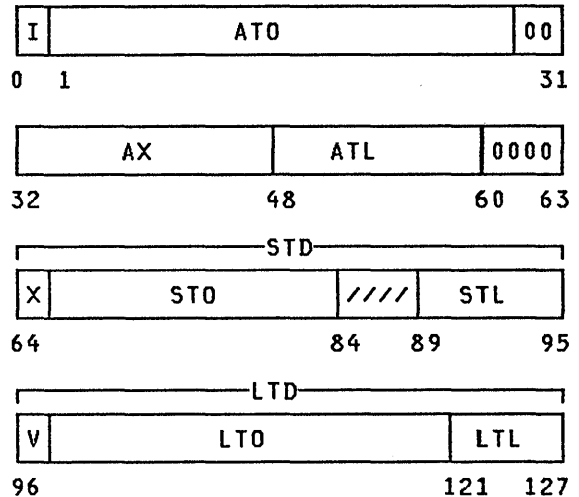 I ATO 00
0 1 31
AX ATL 0000
32 48 60 63
STD
X STO //// STL
64 84 89 95
LTD
V LTO LTL
96 121 127